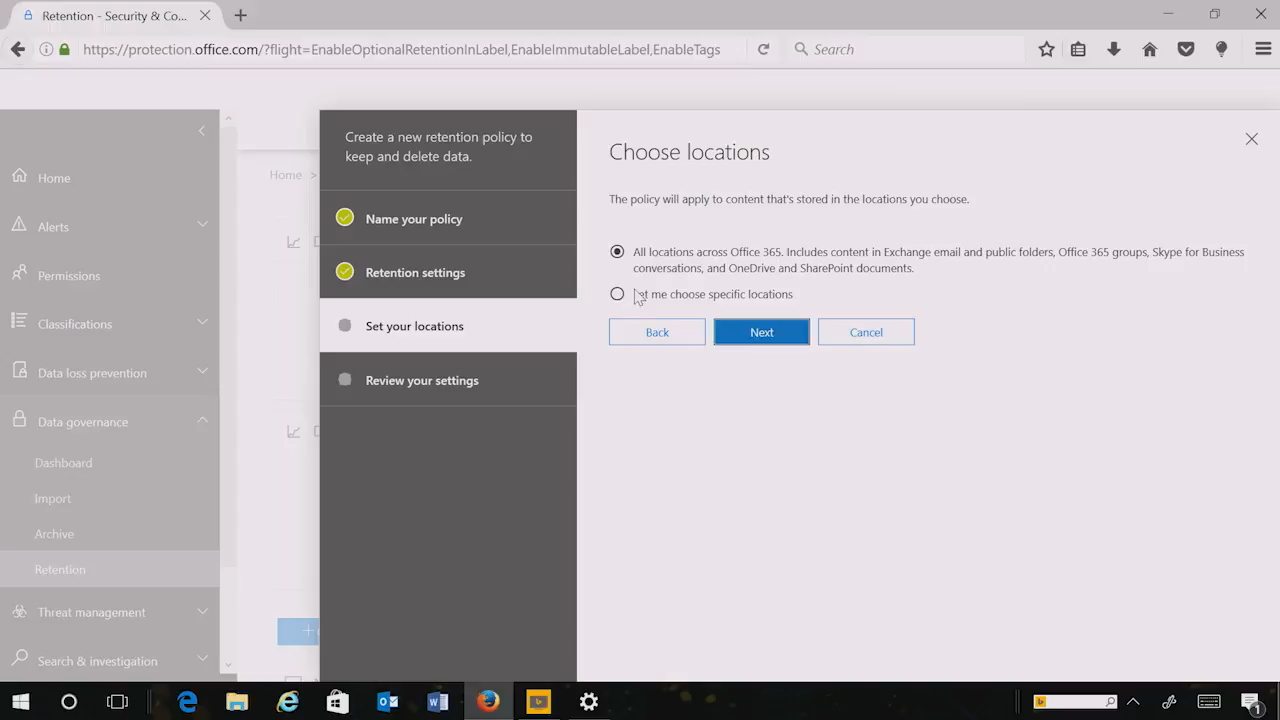 Retention - Security & Co...
https://protection.office.com/?flight=EnableOptionalRetentionInLabel,EnableImmutableLabel,EnableTags
Search
Home
Alerts
Permissions
Classifications
Data loss prevention
Data governance
Dashboard
Import
Archive
Retention
Threat management
Search & investigation
Home >
Create a new retention policy to
keep and delete data.
Name your policy
Retention settings
Set your locations
Review your settings
Choose locations
The policy will apply to content that's stored in the locations you choose.
All locations across Office 365. Includes content in Exchange email and public folders, Office 365 groups, Skype for Business
conversations, and OneDrive and SharePoint documents.
me choose specific locations
Back
Next
Cancel
1